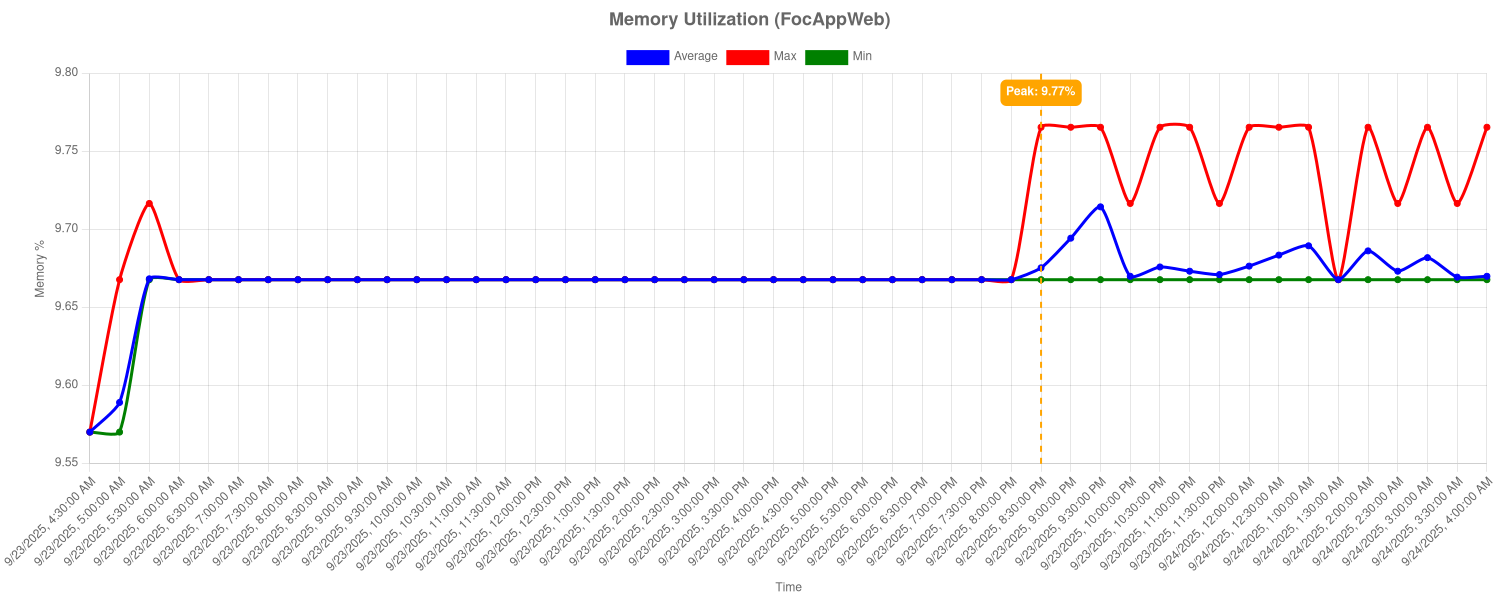 Memory Utilization (FocAppWeb)
Average Max Min
Peak: 9.77%
9.80
9.75
9.70
9.65
9.60
9.55
Memory %
9/23/2025, 4:30:00 AM
9/23/2025, 5:00:00 AM
9/23/2025, 5:30:00 AM
9/23/2025, 6:00:00 AM
9/23/2025, 6:30:00 AM
9/23/2025, 7:00:00 AM
9/23/2025, 7:30:00 AM
9/23/2025, 8:00:00 AM
9/23/2025, 8:30:00 AM
9/23/2025, 9:00:00 AM
9/23/2025, 9:30:00 AM
9/23/2025, 10:00:00 AM
9/23/2025, 10:30:00 AM
9/23/2025, 11:00:00 AM
9/23/2025, 11:30:00 AM
9/23/2025, 12:00:00 PM
9/23/2025, 12:30:00 PM
9/23/2025, 1:00:00 PM
9/23/2025, 1:30:00 PM
9/23/2025, 2:00:00 PM
9/23/2025, 2:30:00 PM
9/23/2025, 3:00:00 PM
9/23/2025, 3:30:00 PM
9/23/2025, 4:00:00 PM
9/23/2025, 4:30:00 PM
9/23/2025, 5:00:00 PM
9/23/2025, 5:30:00 PM
9/23/2025, 6:00:00 PM
9/23/2025, 6:30:00 PM
9/23/2025, 7:00:00 PM
9/23/2025, 7:30:00 PM
9/23/2025, 8:00:00 PM
9/23/2025, 8:30:00 PM
9/23/2025, 9:00:00 PM
9/23/2025, 9:30:00 PM
9/23/2025, 10:00:00 PM
9/23/2025, 10:30:00 PM
9/23/2025, 11:00:00 PM
9/23/2025, 11:30:00 PM
9/24/2025, 12:00:00 AM
9/24/2025, 12:30:00 AM
9/24/2025, 1:00:00 AM
9/24/2025, 1:30:00 AM
9/24/2025, 2:00:00 AM
9/24/2025, 2:30:00 AM
9/24/2025, 3:00:00 AM
9/24/2025, 3:30:00 AM
9/24/2025, 4:00:00 AM
Time